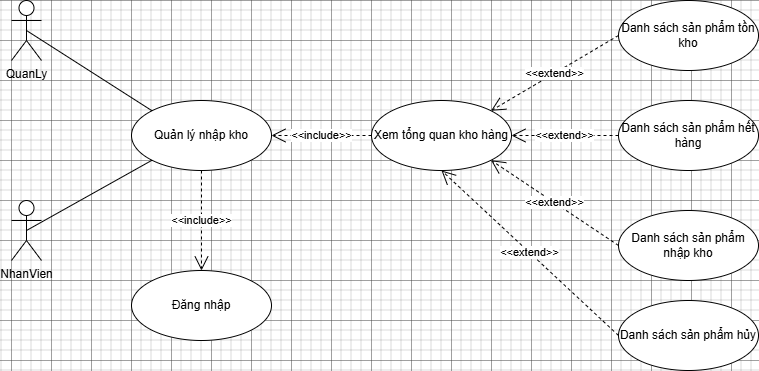 Danh sách sản phẩm tồn
kho
QuanLy
<<extend>>
Quản lý nhập kho
<<include>>
Xem tổng quan kho hàng
<<extend>>
Danh sách sản phẩm hết
hàng
<<extend>>
<<include>>
Danh sách sản phẩm
nhập kho
<<extend>>
NhanVien
Đăng nhập
Danh sách sản phẩm hủy